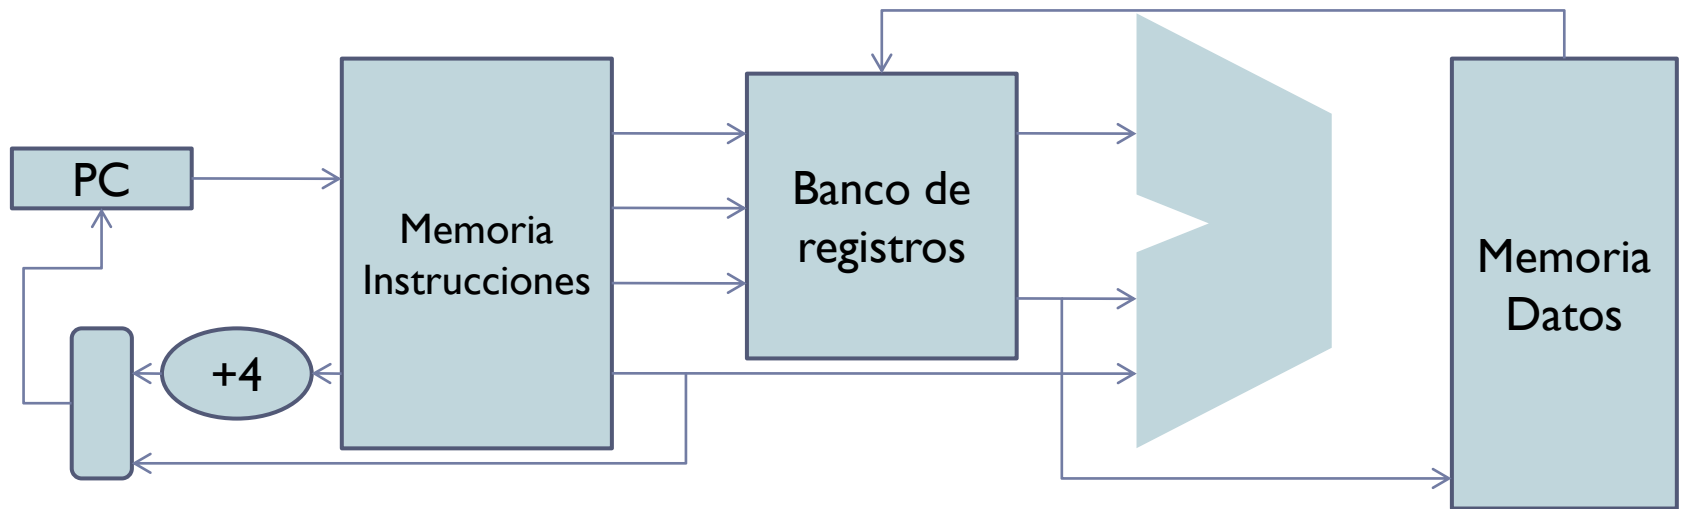 PC
+4
Memoria
Instrucciones
Banco de
registros
Memoria
Datos